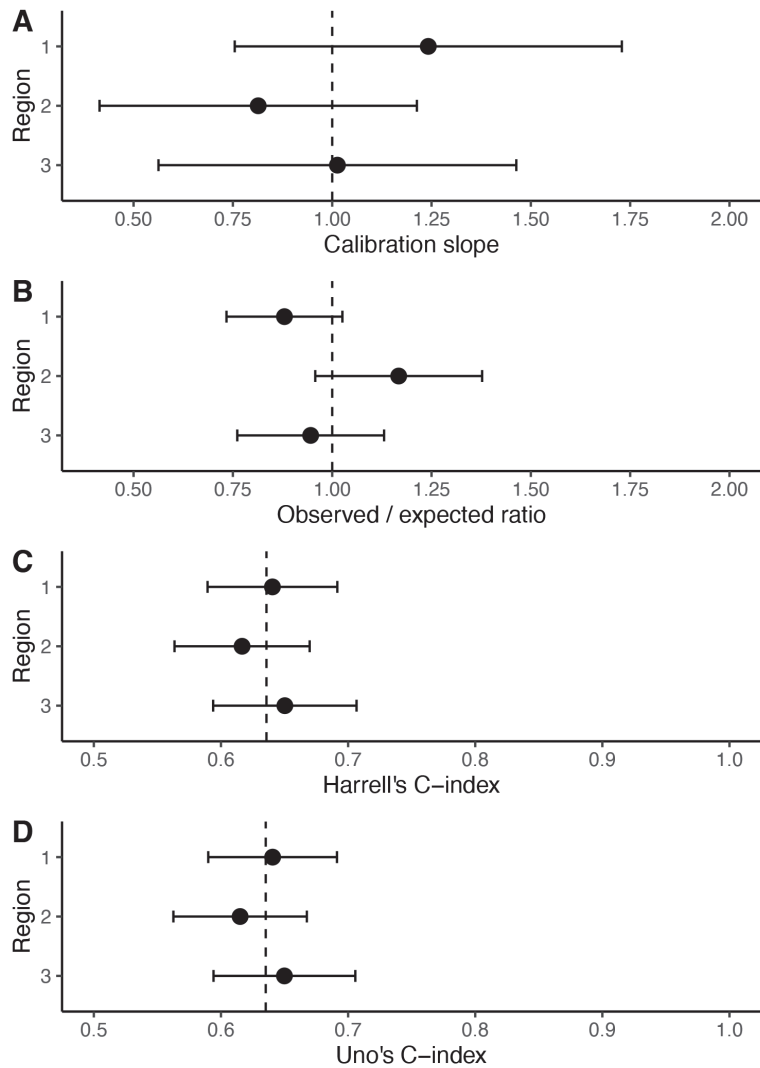 A
Region
1
2
3
0.50 0.75 1.00 1.25 1.50 1.75 2.00
Calibration slope
B
Region
1
2
3
0.50 0.75 1.00 1.25 1.50 1.75 2.00
Observed / expected ratio
C
Region
1
2
3
0.5 0.6 0.7 0.8 0.9 1.0
Harrell's C−index
D
Region
1
2
3
0.5 0.6 0.7 0.8 0.9 1.0
Uno's C−index